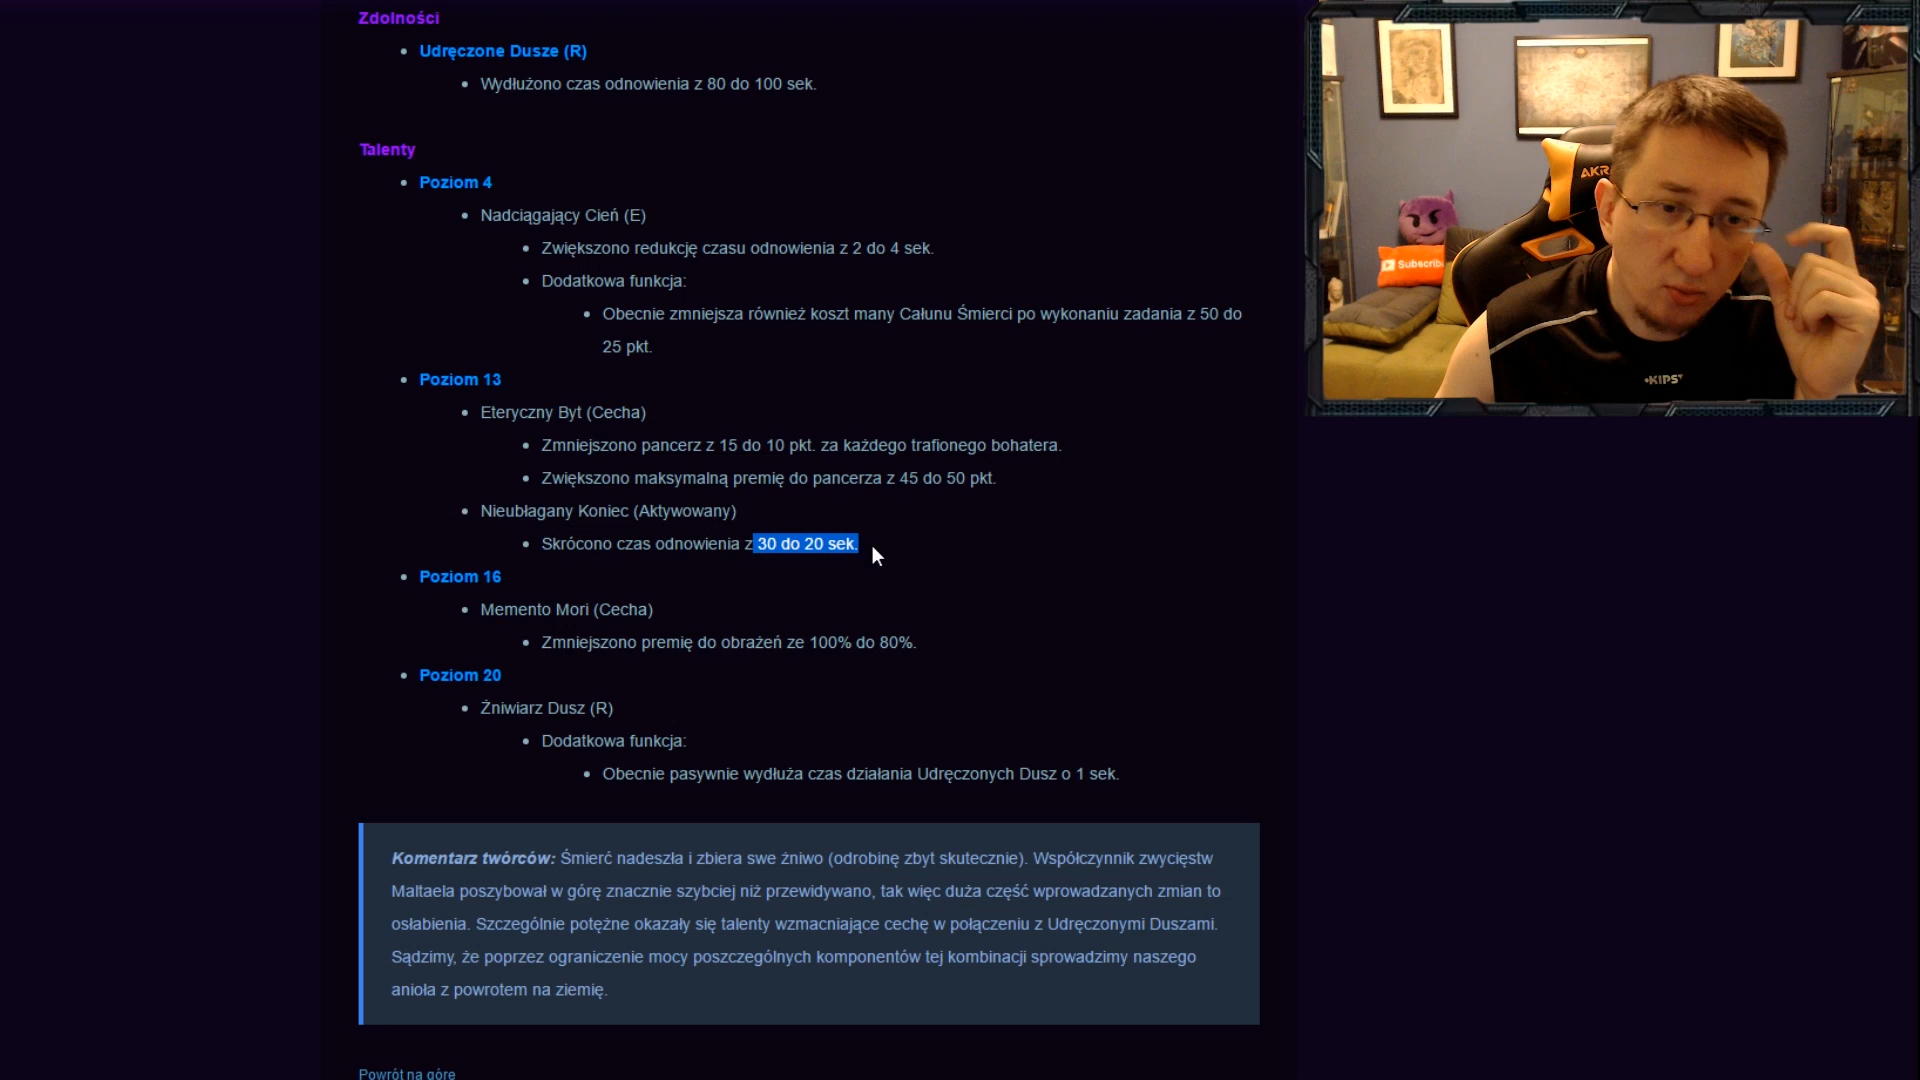 Zdolności
Udręczone Dusze (R)
Wydłużono czas odnowienia z 80 do 100 sek.
Talenty
Poziom 4
Nadciągający Cień (E)
Zwiększono redukcję czasu odnowienia z 2 do 4 sek.
Dodatkowa funkcja:
Obecnie zmniejsza również koszt many Całunu Śmierci po wykonaniu zadania z 50 do
25 pkt.
Poziom 13
Eteryczny Byt (Cecha)
Zmniejszono pancerz z 15 do 10 pkt. za każdego trafionego bohatera.
Zwiększono maksymalną premię do pancerza z 45 do 50 pkt.
Nieubłagany Koniec (Aktywowany)
Skrócono czas odnowienia z 30 do 20 sek.
Poziom 16
Memento Mori (Cecha)
Zmniejszono premię do obrażeń ze 100% do 80%.
Poziom 20
Żniwiarz Dusz (R)
Dodatkowa funkcja:
Obecnie pasywnie wydłuża czas działania Udręczonych Dusz o 1 sek.
Komentarz twórców: Śmierć nadeszła i zbiera swe żniwo (odrobinę zbyt skutecznie). Współczynnik zwycięstw
Maltaela poszybował w górę znacznie szybciej niż przewidywano, tak więc duża część wprowadzanych zmian to
osłabienia. Szczególnie potężne okazały się talenty wzmacniające cechę w połączeniu z Udręczonymi Duszami.
Sądzimy, że poprzez ograniczenie mocy poszczególnych komponentów tej kombinacji sprowadzimy naszego
anioła z powrotem na ziemię.
Powrót na górę
AKR
Subscrib
KIPS